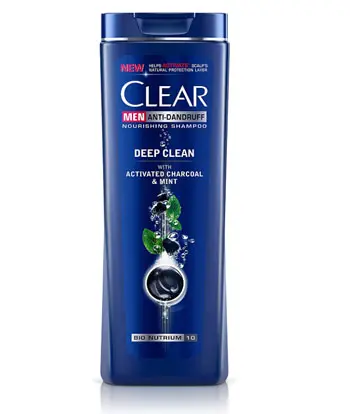 NEW HELPS ACTIVATE SCALP'S
NATURAL PROTECTION LAYER
CLEAR
MEN ANTI-DANDRUFF
NOURISHING SHAMPOO
DEEP CLEAN
WITH
ACTIVATED CHARCOAL
& MINT
BIO NUTRIUM 10